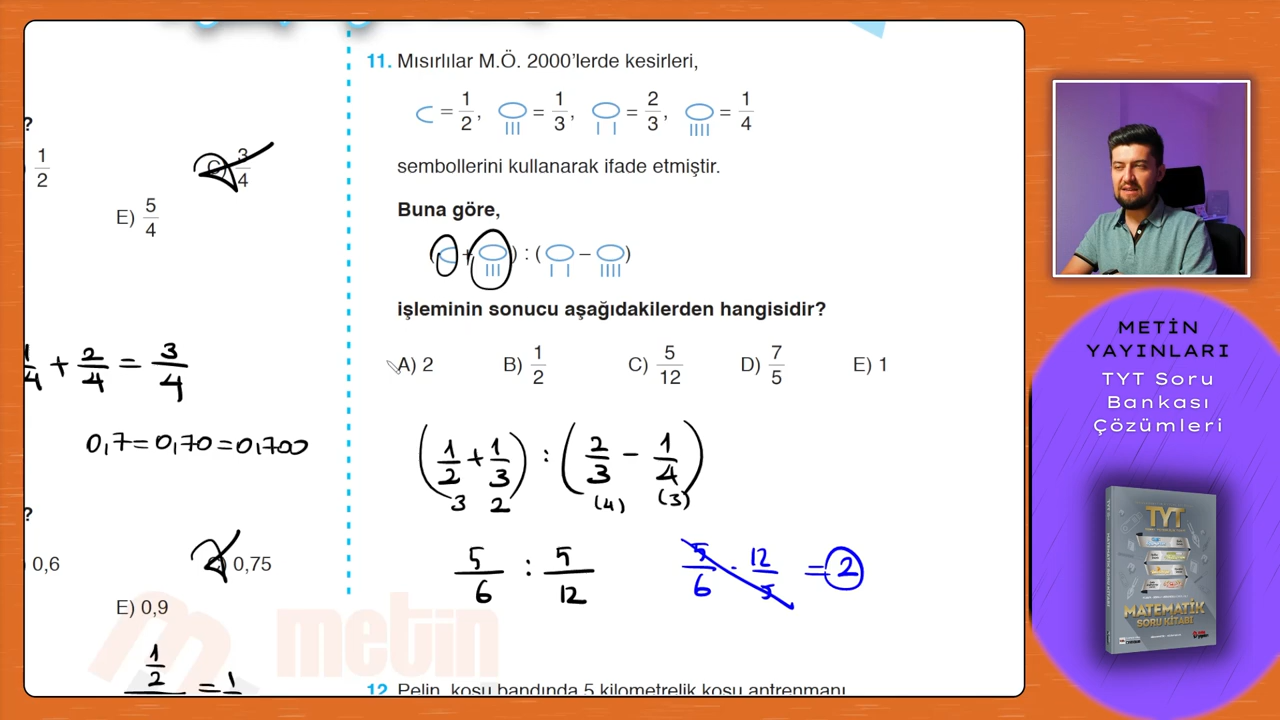 ?
1/2
C) 3/4
E) 5/4
1/4 + 2/4 = 3/4
0,7=0,70=0,700
?
0,6
0,75
E) 0,9
1/2
= 1/
11. Mısırlılar M.Ö. 2000'lerde kesirleri,
= 1/2, = 1/3, = 2/3, = 1/4
sembollerini kullanarak ifade etmiştir.
Buna göre,
( + ) : ( – )
işleminin sonucu aşağıdakilerden hangisidir?
A) 2 B) 1/2 C) 5/12 D) 7/5 E) 1
(1/2 + 1/3) : (2/3 − 1/4)
3 2 (4) (3)
5/6 : 5/12 5/6 . 12/5 = 2
metin
12 Pelin, koşu bandında 5 kilometrelik koşu antrenmanı
METİN
YAYINLARI
TYT Soru
Bankası
Çözümleri
TYT
MATEMATİK
SORU KİTABI